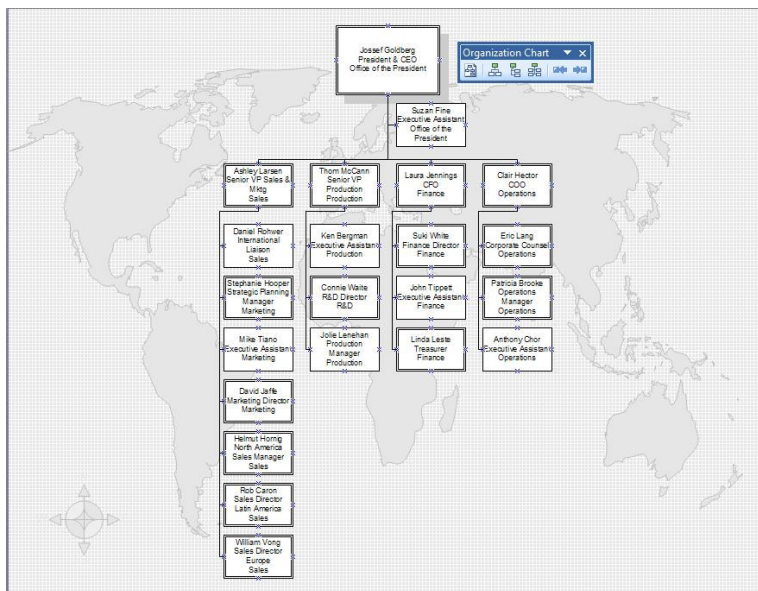 Jossef Goldberg
President & CEO
Office of the President
Organization Chart
Suzan Fine
Executive Assistant
Office of the
President
Ashley Larsen
Senior VP Sales &
Mktg
Sales
Thom McCann
Senior VP
Production
Production
Laura Jennings
CFO
Finance
Clair Hector
COO
Operations
Daniel Rohwer
International
Liaison
Sales
Ken Bergman
Executive Assistant
Production
Suki White
Finance Director
Finance
Eric Lang
Corporate Counsel
Operations
Stephanie Hooper
Strategic Planning
Manager
Marketing
Connie Waite
R&D Director
R&D
John Tippett
Executive Assistant
Finance
Patricia Brooke
Operations
Manager
Operations
Mike Tiano
Executive Assistant
Marketing
Jolie Lenehan
Production
Manager
Production
Linda Leste
Treasurer
Finance
Anthony Chor
Executive Assistant
Operations
David Jaffe
Marketing Director
Marketing
Helmut Hornig
North America
Sales Manager
Sales
Rob Caron
Sales Director
Latin America
Sales
William Vong
Sales Director
Europe
Sales